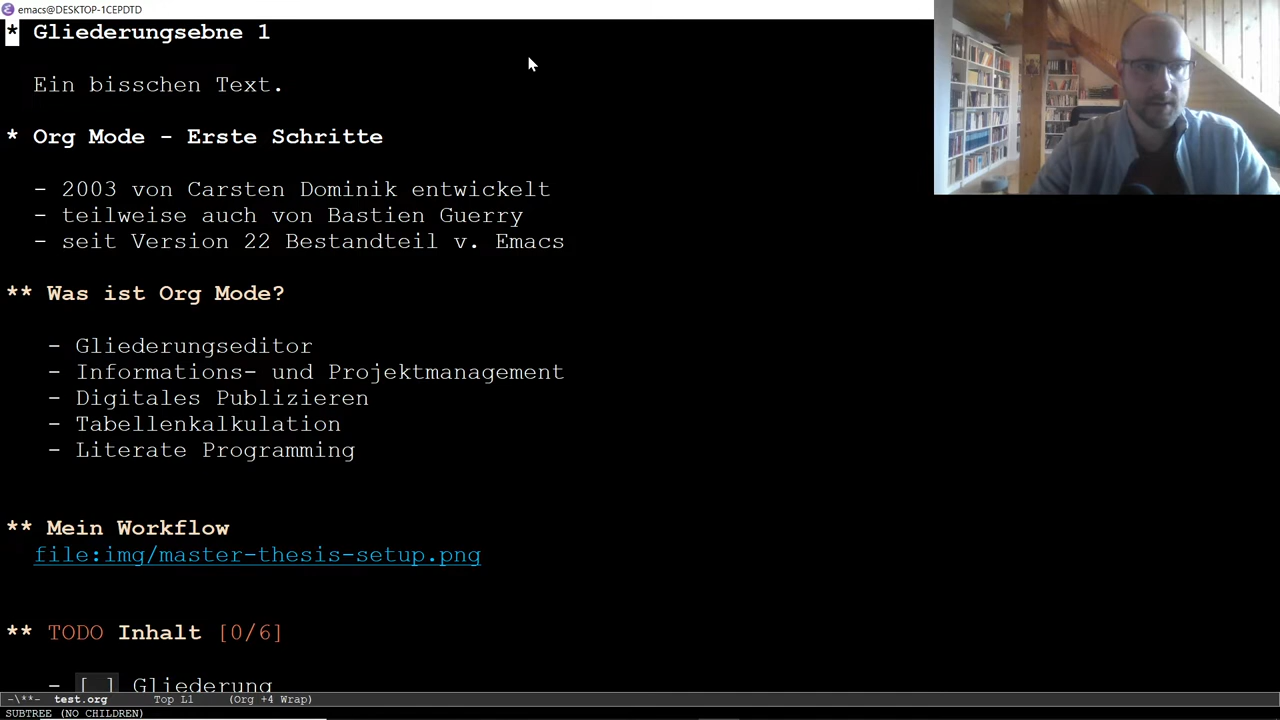 emacs@DESKTOP-1CEPDTD
* Gliederungsebne 1
Ein bisschen Text.
* Org Mode - Erste Schritte
- 2003 von Carsten Dominik entwickelt
- teilweise auch von Bastien Guerry
- seit Version 22 Bestandteil v. Emacs
** Was ist Org Mode?
- Gliederungseditor
- Informations- und Projektmanagement
- Digitales Publizieren
- Tabellenkalkulation
- Literate Programming
** Mein Workflow
file:img/master-thesis-setup.png
** TODO Inhalt [0/6]
- [ ] Gliederung
-\**- test.org Top L1 (Org +4 Wrap)
SUBTREE (NO CHILDREN)